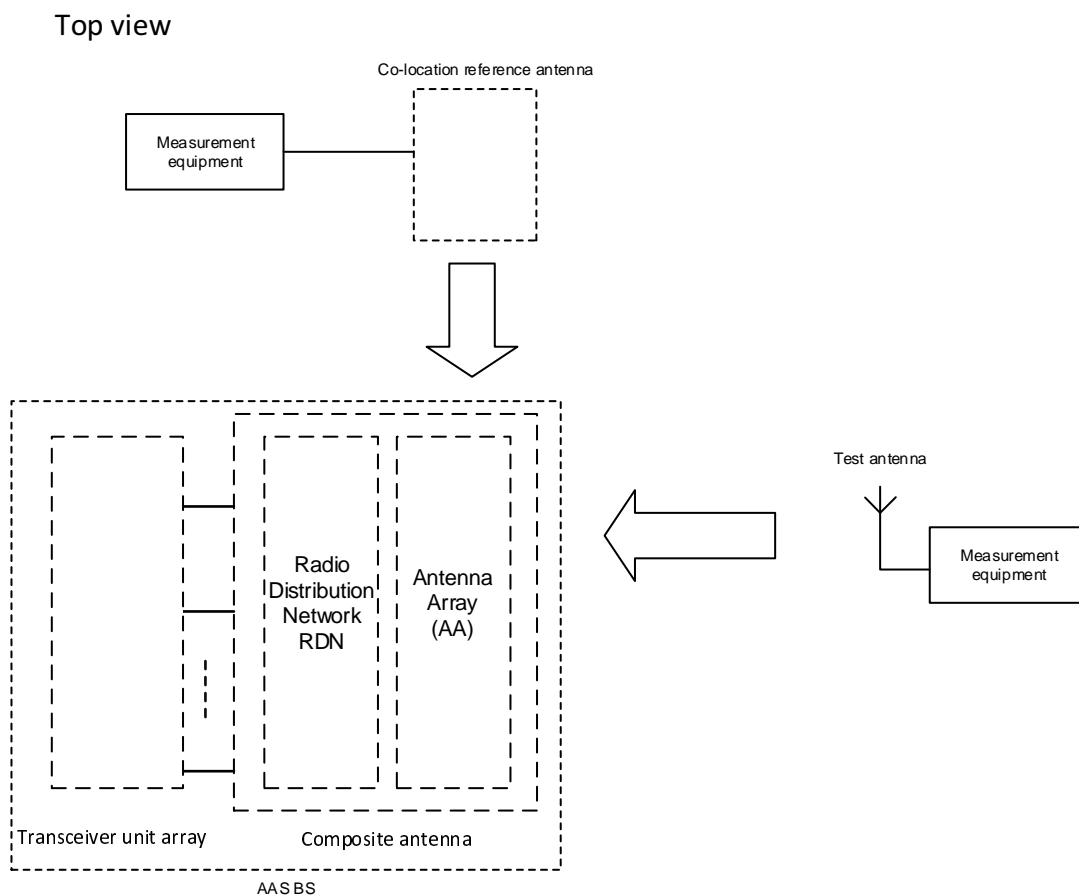 Top view
Co-location reference antenna
Measurement
equipment
Test antenna
Measurement
equipment
Radio
Distribution
Network
RDN
Antenna
Array
(AA)
Transceiver unit array
Composite antenna
AAS BS